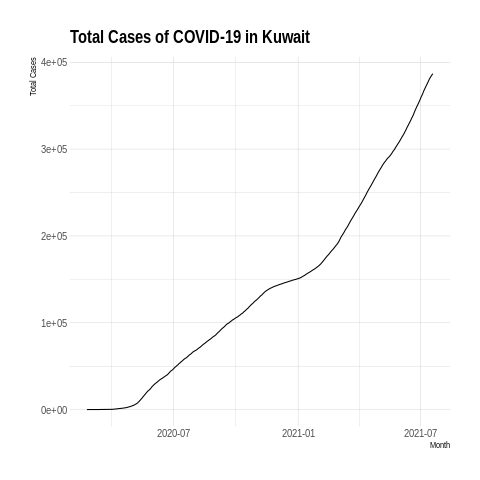 Total Cases of COVID-19 in Kuwait
Total Cases
4e+05
3e+05
2e+05
1e+05
0e+00
2020-07
2021-01
2021-07
Month